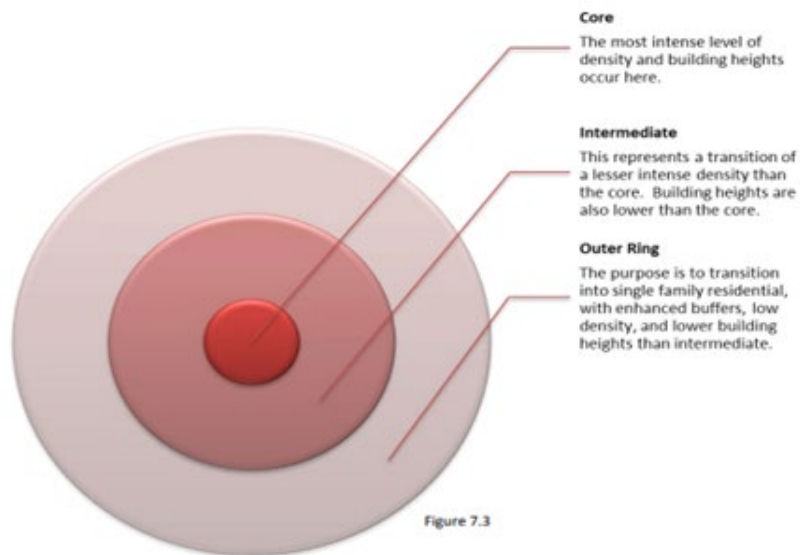 Core
The most intense level of
density and building heights
occur here.
Intermediate
This represents a transition of
a lesser intense density than
the core.  Building heights are
also lower than the core.
Outer Ring
The purpose is to transition
into single family residential,
with enhanced buffers, low
density, and lower building
heights than intermediate.
Figure 7.3